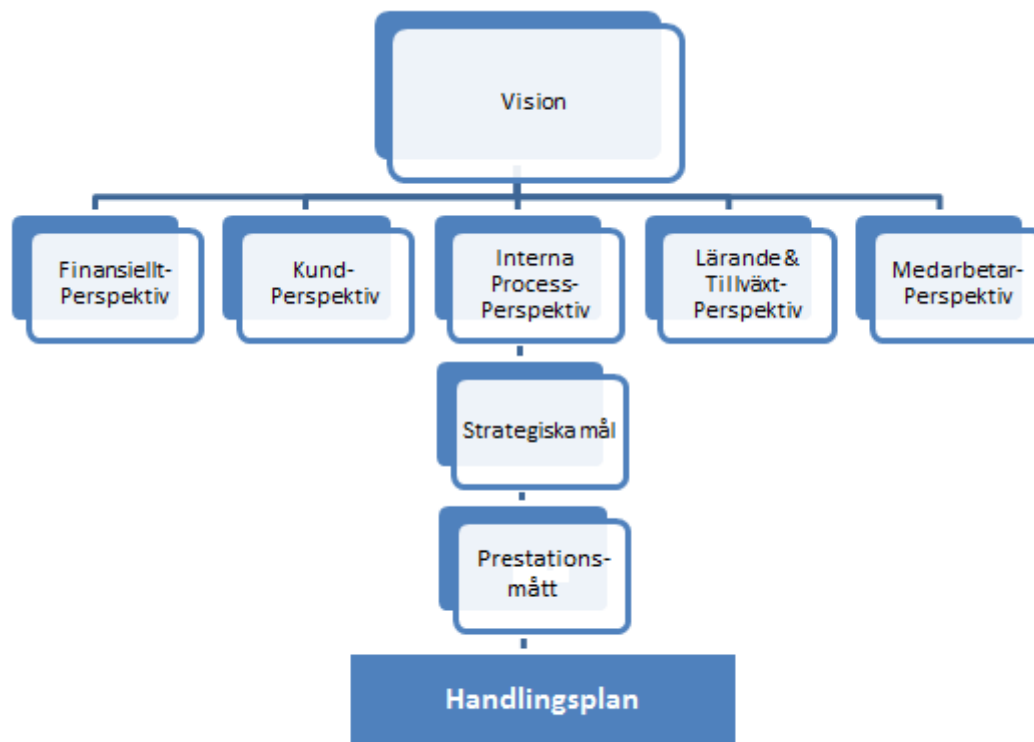 Vision
Finansiellt-
Perspektiv
Kund-
Perspektiv
Interna
Process-
Perspektiv
Lärande &
Tillväxt-
Perspektiv
Medarbetar-
Perspektiv
Strategiska mål
Prestations-
mått
Handlingsplan